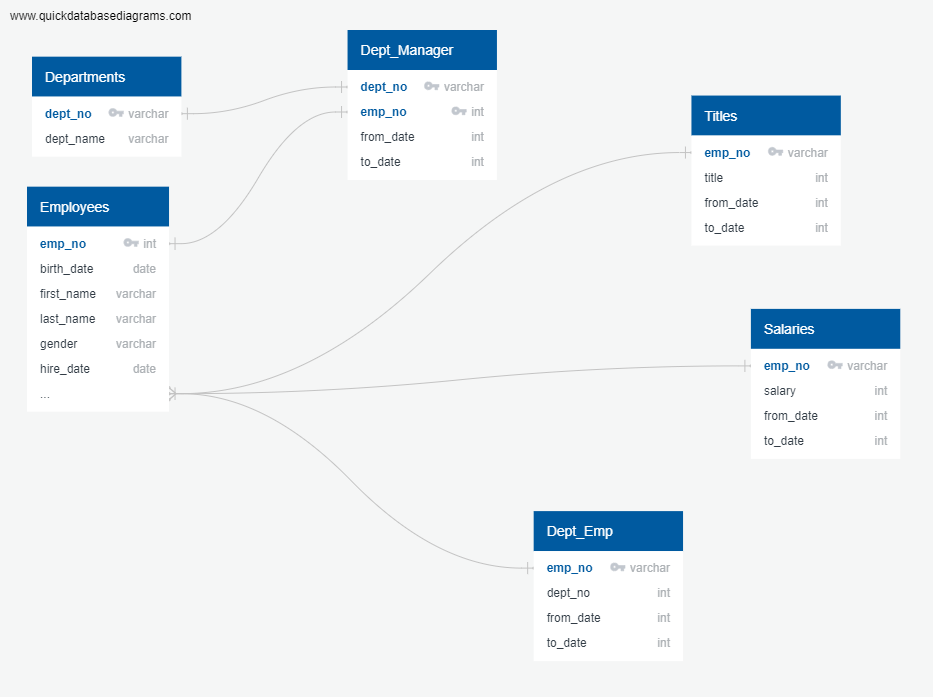 www.quickdatabasediagrams.com
Departments
dept_no varchar
dept_name varchar
Dept_Manager
dept_no varchar
emp_no int
from_date int
to_date int
Titles
emp_no varchar
title int
from_date int
to_date int
Employees
emp_no int
birth_date date
first_name varchar
last_name varchar
gender varchar
hire_date date
...
Salaries
emp_no varchar
salary int
from_date int
to_date int
Dept_Emp
emp_no varchar
dept_no int
from_date int
to_date int